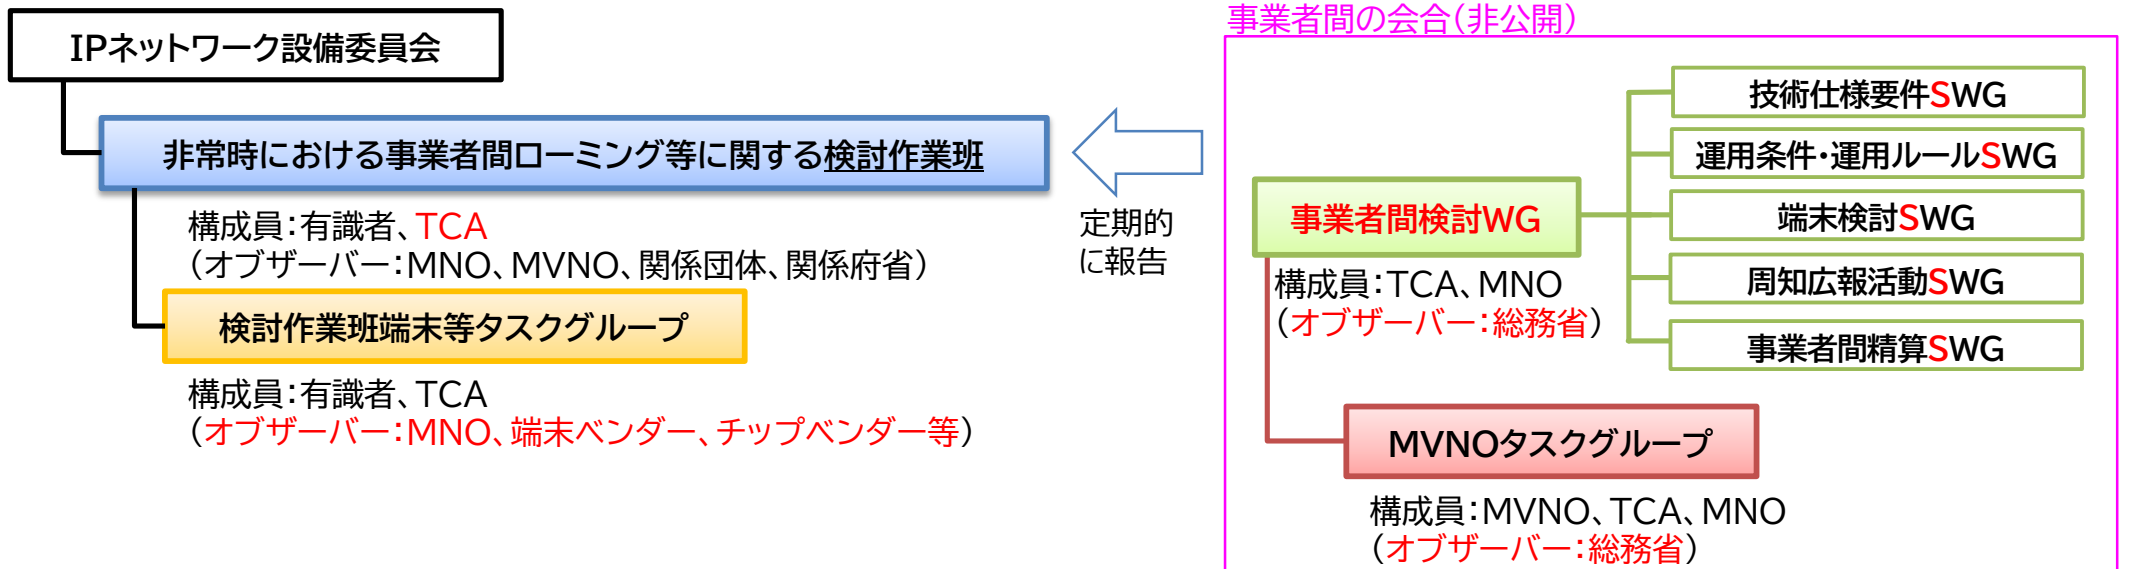 IPネットワーク設備委員会
非常時における事業者間ローミング等に関する検討作業班
構成員：有識者、TCA
（オブザーバー：MNO、MVNO、関係団体、関係府省）
検討作業班端末等タスクグループ
構成員：有識者、TCA
（オブザーバー：MNO、端末ベンダー、チップベンダー等）
定期的
に報告
事業者間の会合（非公開）
事業者間検討WG
構成員：TCA、MNO
（オブザーバー：総務省）
技術仕様要件SWG
運用条件・運用ルールSWG
端末検討SWG
周知広報活動SWG
事業者間精算SWG
MVNOタスクグループ
構成員：MVNO、TCA、MNO
（オブザーバー：総務省）